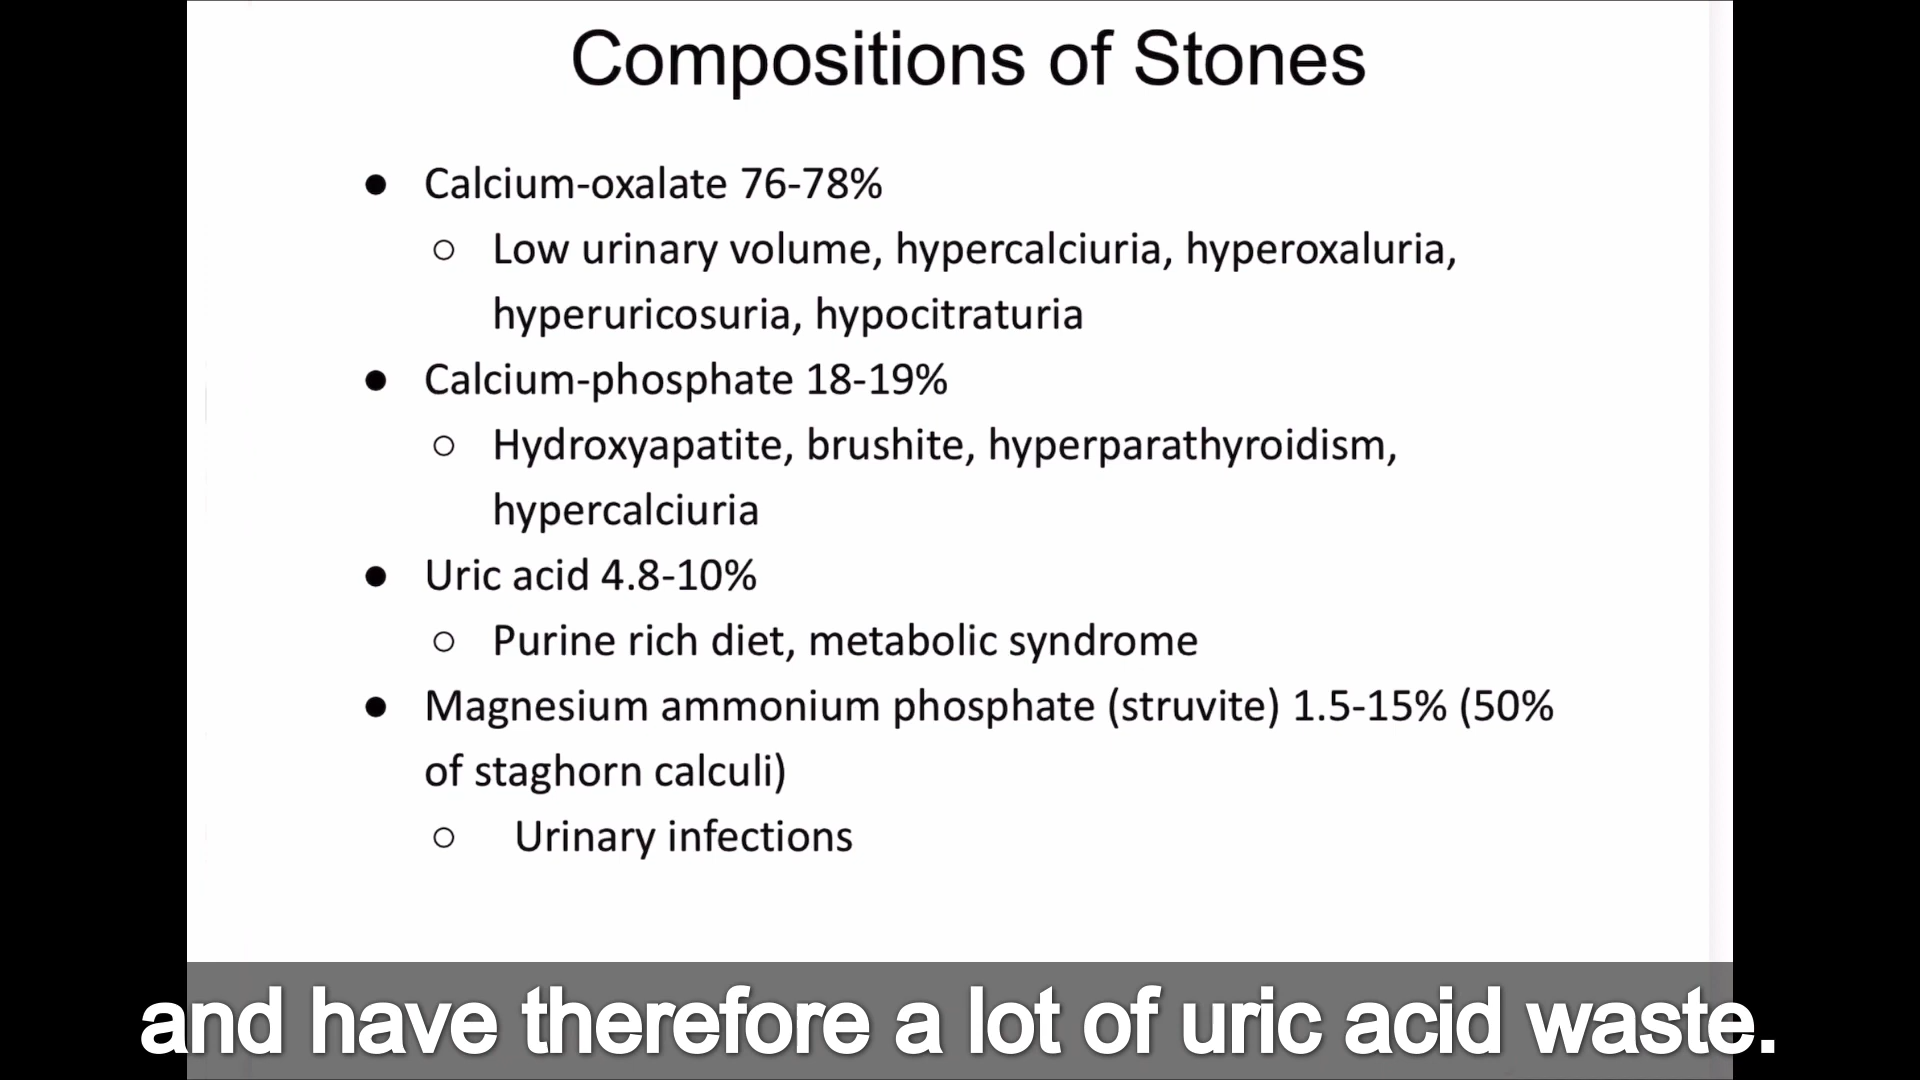 Compositions of Stones
● Calcium-oxalate 76-78%
○ Low urinary volume, hypercalciuria, hyperoxaluria,
hyperuricosuria, hypocitraturia
● Calcium-phosphate 18-19%
○ Hydroxyapatite, brushite, hyperparathyroidism,
hypercalciuria
● Uric acid 4.8-10%
○ Purine rich diet, metabolic syndrome
● Magnesium ammonium phosphate (struvite) 1.5-15% (50%
of staghorn calculi)
○ Urinary infections
and have therefore a lot of uric acid waste.